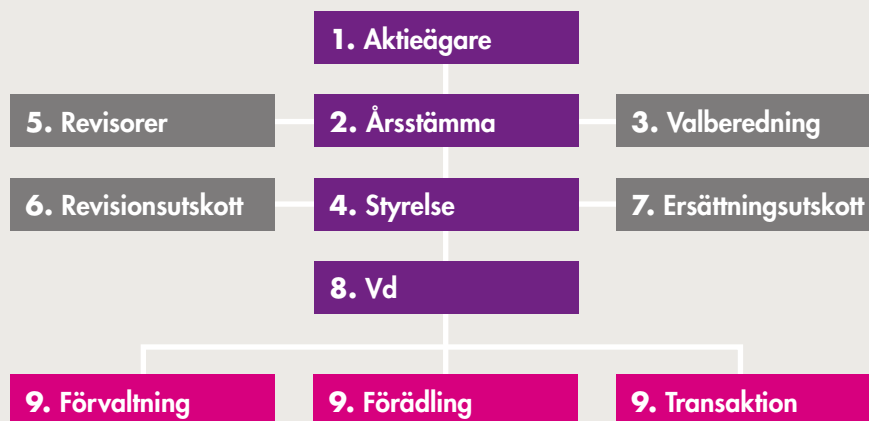 1. Aktieägare
5. Revisorer
2. Årsstämma
3. Valberedning
6. Revisionsutskott
4. Styrelse
7. Ersättningsutskott
8. Vd
9. Förvaltning
9. Förädling
9. Transaktion